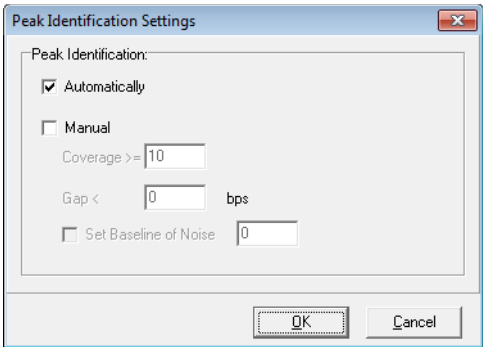 Peak Identification Settings
Peak Identification:
Automatically
Manual
Coverage >= 10
Gap < 0 bps
Set Baseline of Noise 0
OK Cancel